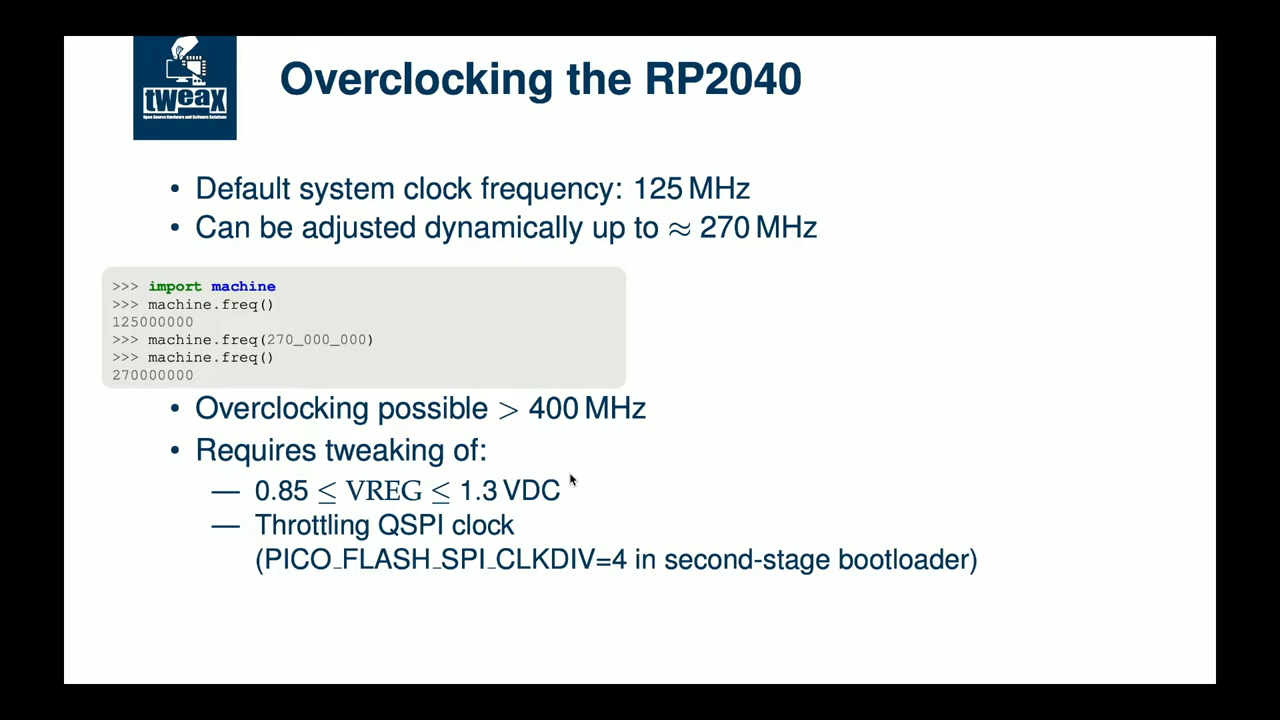 tweax
Open Source Hardware and Software Solutions
Overclocking the RP2040
• Default system clock frequency: 125 MHz
• Can be adjusted dynamically up to ≈ 270 MHz
>>> import machine
>>> machine.freq()
125000000
>>> machine.freq(270_000_000)
>>> machine.freq()
270000000
• Overclocking possible > 400 MHz
• Requires tweaking of:
— 0.85 ≤ VREG ≤ 1.3 VDC
— Throttling QSPI clock
(PICO_FLASH_SPI_CLKDIV=4 in second-stage bootloader)